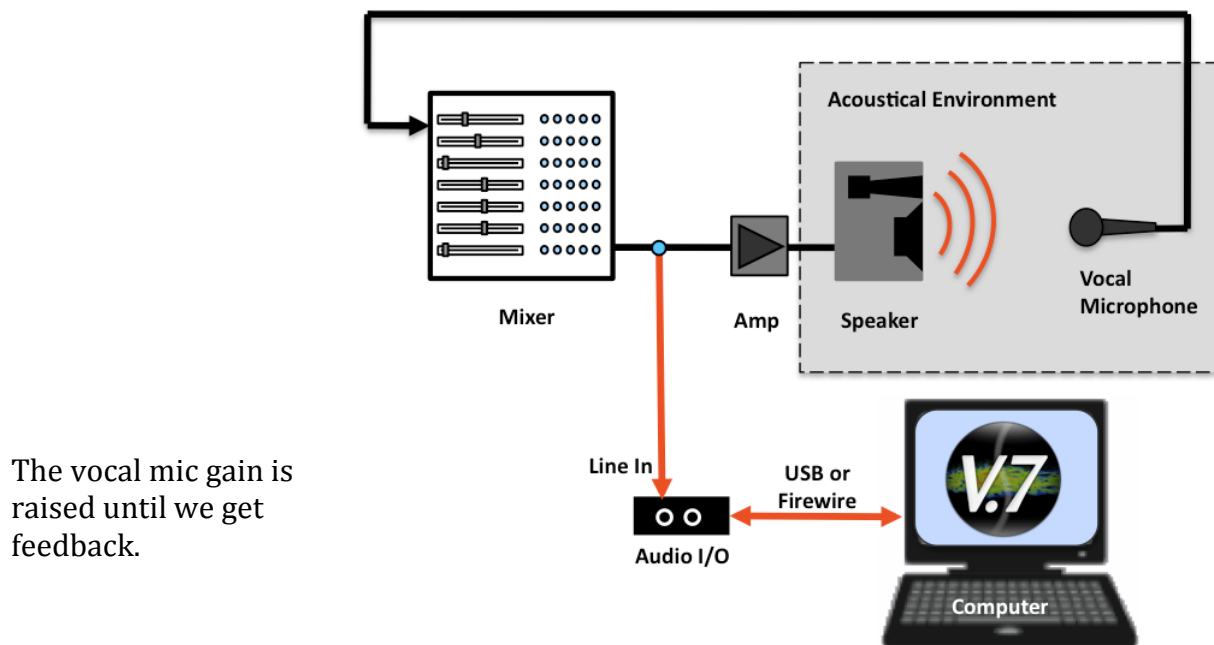 Acoustical Environment
Mixer
Amp
Speaker
Vocal
Microphone
The vocal mic gain is
raised until we get
feedback.
Line In
USB or
Firewire
Audio I/O
V.7
Computer